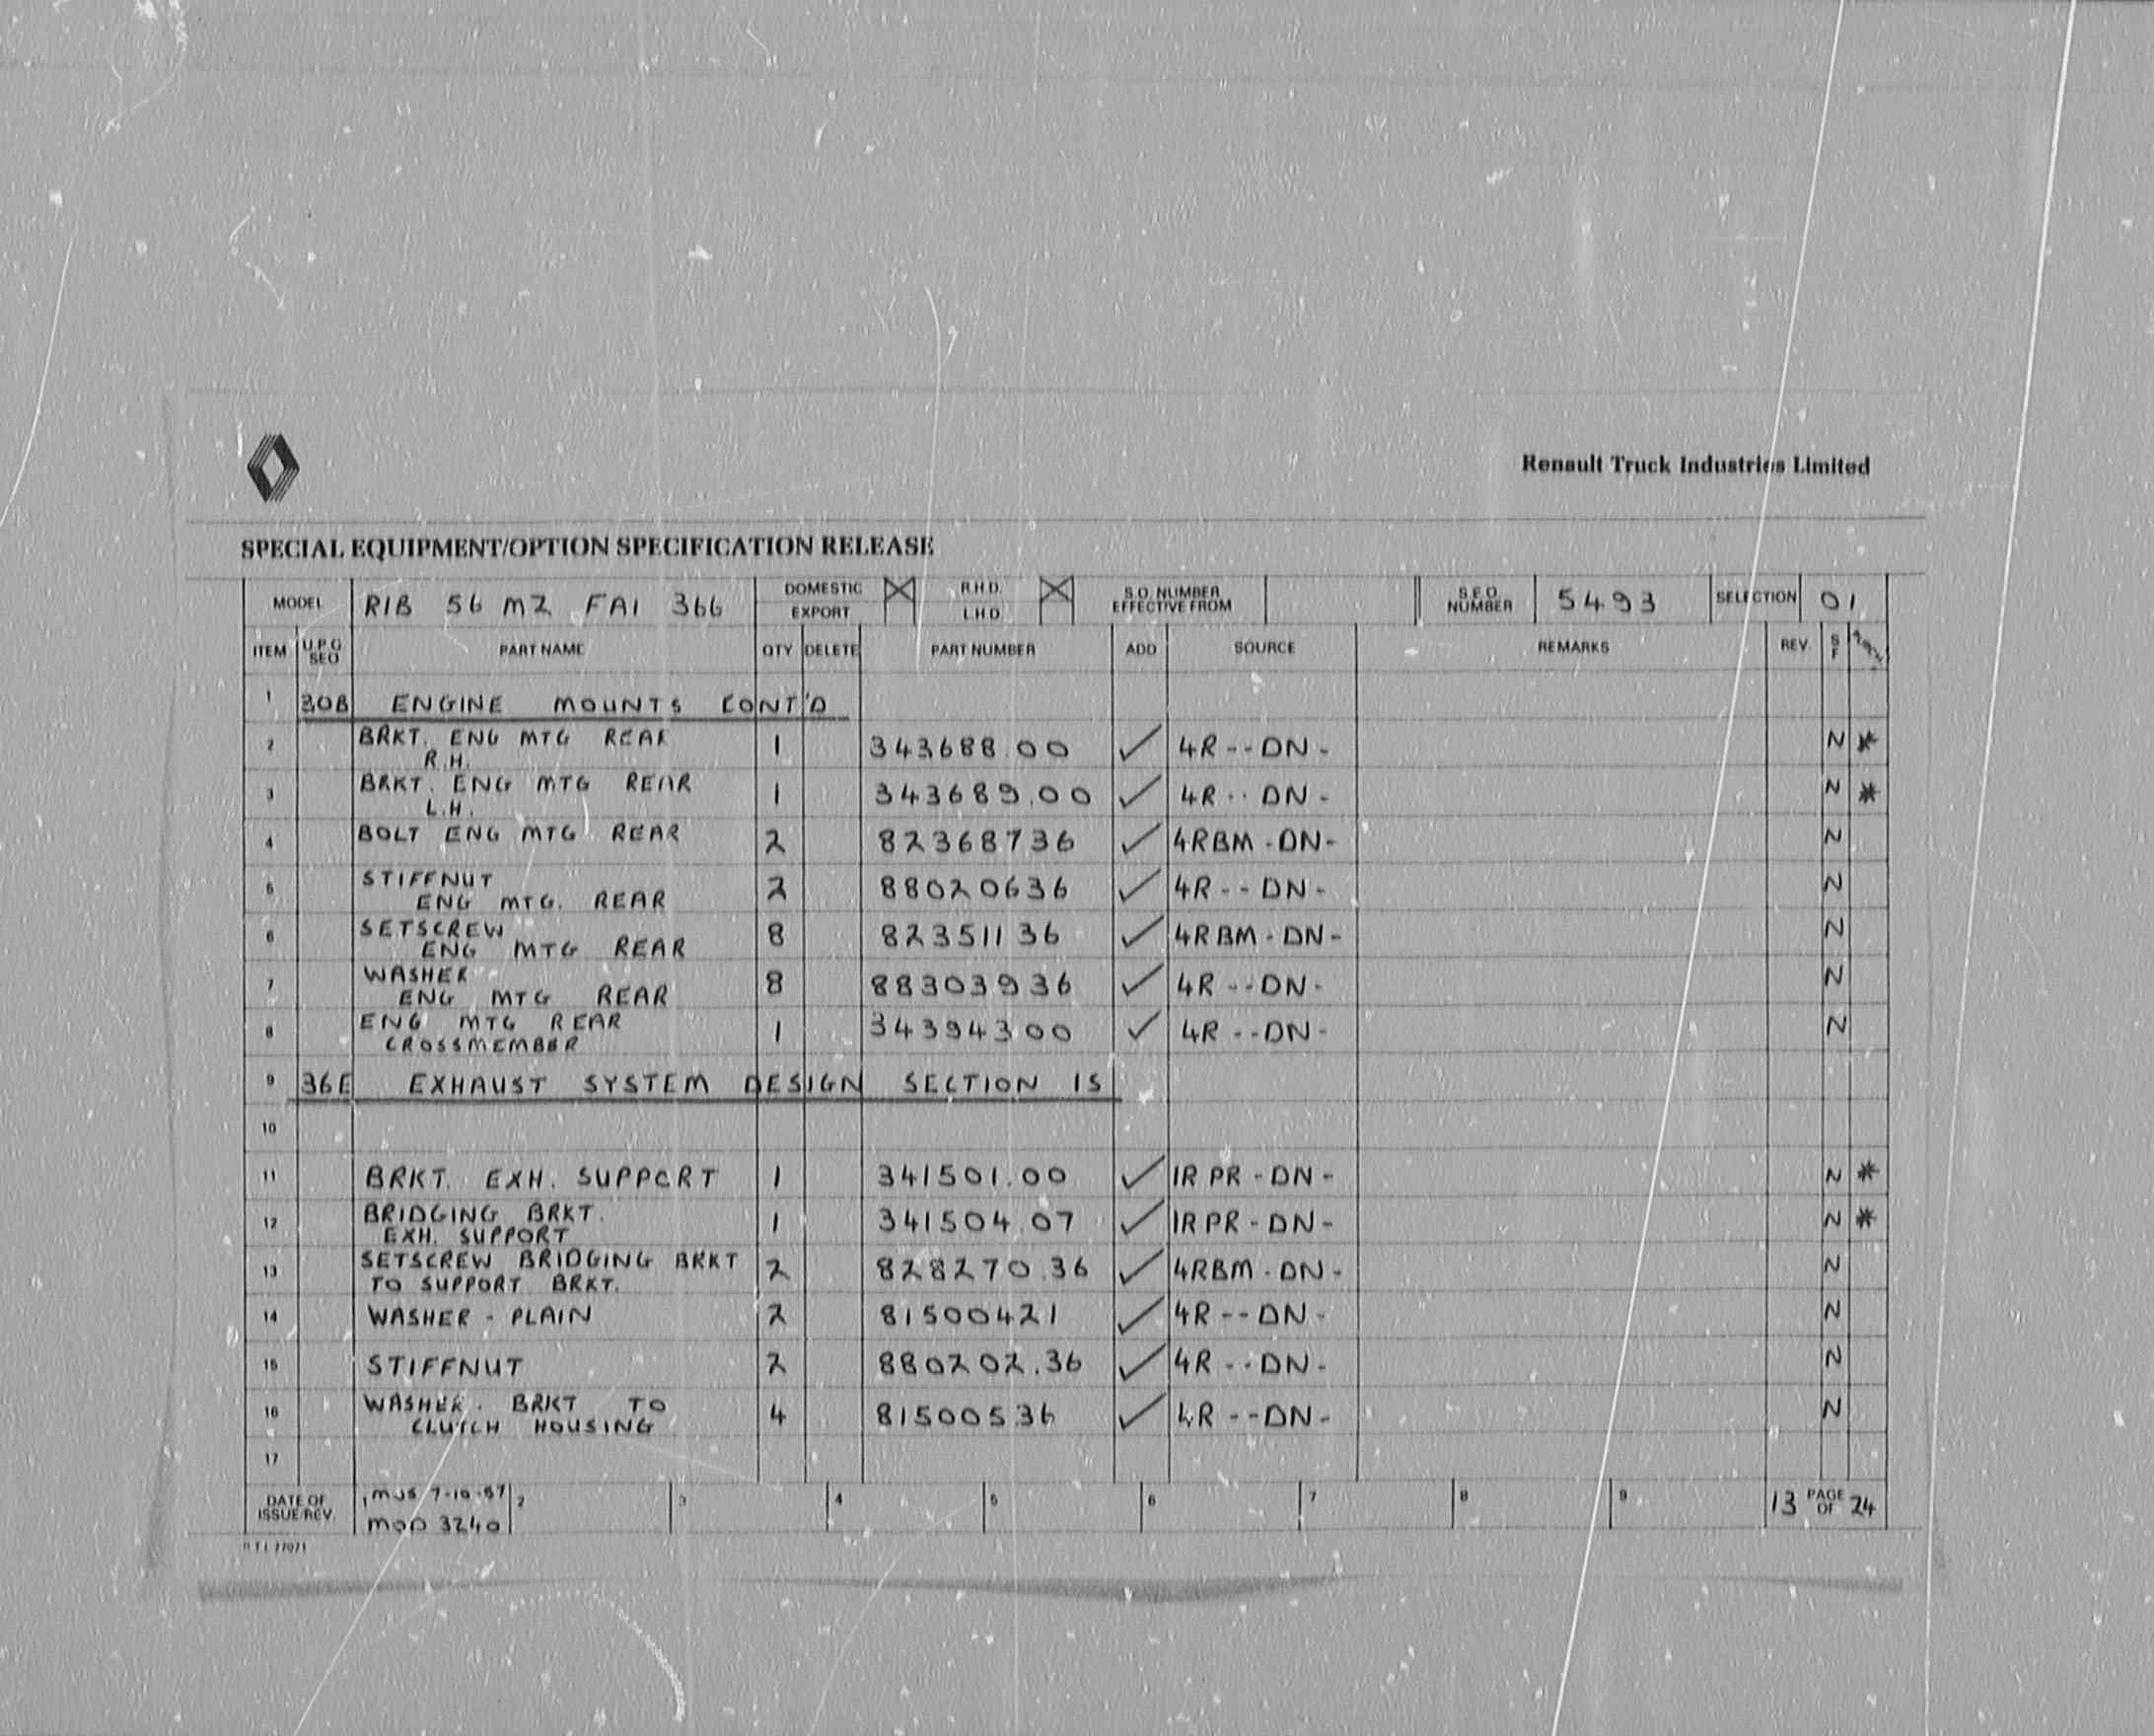 Renault Truck Industries Limited
SPECIAL EQUIPMENT/OPTION SPECIFICATION RELEASE
MODEL R1B 56 MZ FA1 366 DOMESTIC EXPORT R.H.D. L.H.D. S.O. NUMBER EFFECTIVE FROM S.E.O. NUMBER 5493 SELECTION 01
ITEM U.P.G SEO PART NAME QTY DELETE PART NUMBER ADD SOURCE REMARKS REV. S F
1 30B ENGINE MOUNTS CONT'D
2 BRKT. ENG MTG REAR 1 343688.00 ✓ 4R--DN- N *
R.H.
3 BRKT. ENG MTG REAR 1 343689.00 ✓ 4R--DN- N *
L.H.
4 BOLT ENG MTG REAR 2 82368736 ✓ 4RBM-DN- N
5 STIFFNUT 2 88020636 ✓ 4R--DN- N
ENG MTG. REAR
6 SETSCREW 8 82351136 ✓ 4RBM-DN- N
ENG MTG REAR
7 WASHER 8 88303936 ✓ 4R--DN- N
ENG MTG REAR
8 ENG MTG REAR 1 34394300 ✓ 4R--DN- N
CROSSMEMBER
9 36E EXHAUST SYSTEM DESIGN SECTION 15
10
11 BRKT. EXH. SUPPORT 1 341501.00 ✓ 1RPR-DN- N *
12 BRIDGING BRKT. 1 341504.07 ✓ 1RPR-DN- N *
EXH. SUPPORT
13 SETSCREW BRIDGING BRKT 2 828270.36 ✓ 4RBM-DN- N
TO SUPPORT BRKT.
14 WASHER - PLAIN 2 81500421 ✓ 4R--DN- N
15 STIFFNUT 2 880202.36 ✓ 4R--DN- N
16 WASHER. BRKT TO 4 81500536 ✓ 4R--DN- N
CLUTCH HOUSING
17
DATE OF ISSUE/REV. 1 MJS 7-10-87 2 3 4 5 6 7 8 9 13 PAGE OF 24
MOD 3240
R.T.I. 77071